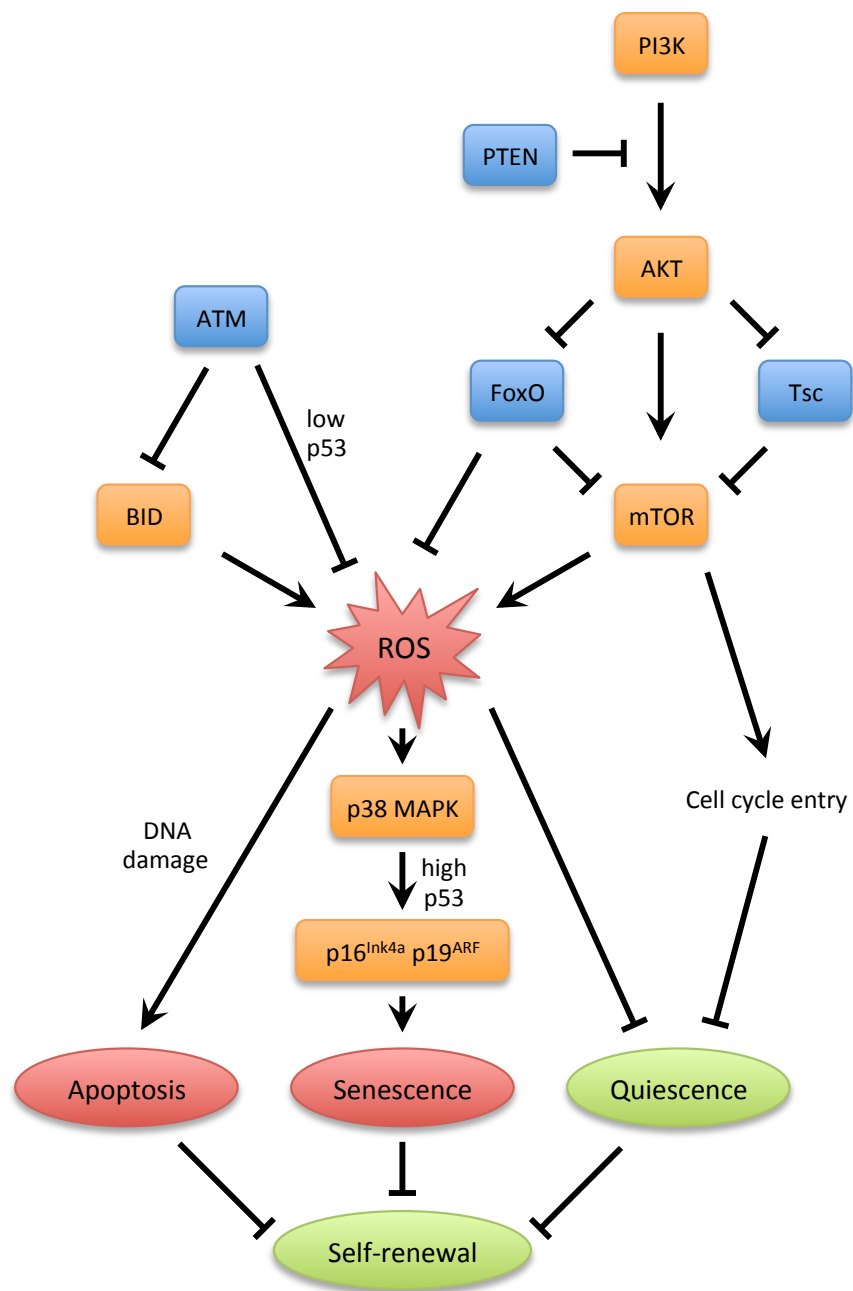 PI3K
PTEN
AKT
ATM
FoxO
Tsc
low
p53
BID
mTOR
ROS
p38 MAPK
Cell cycle entry
DNA
damage
high
p53
p16Ink4a p19ARF
Apoptosis
Senescence
Quiescence
Self-renewal